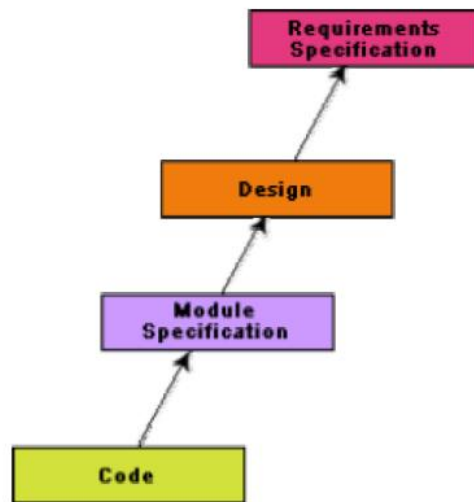 Requirements
Specification
Design
Module
Specification
Code